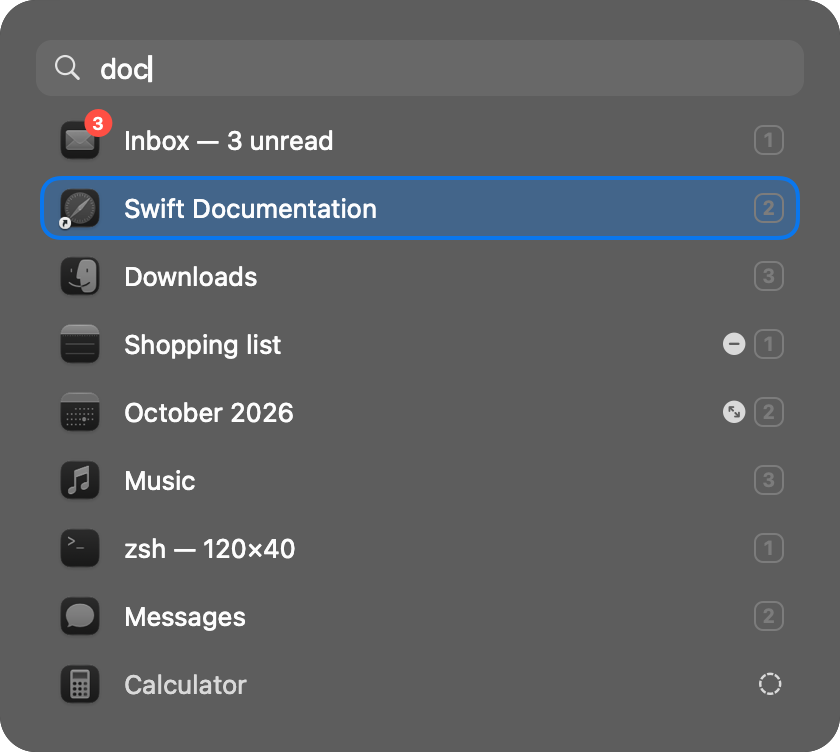 doc
3
Inbox — 3 unread 1
Swift Documentation 2
Downloads 3
Shopping list 1
October 2026 2
Music 3
>_
zsh — 120×40 1
Messages 2
Calculator